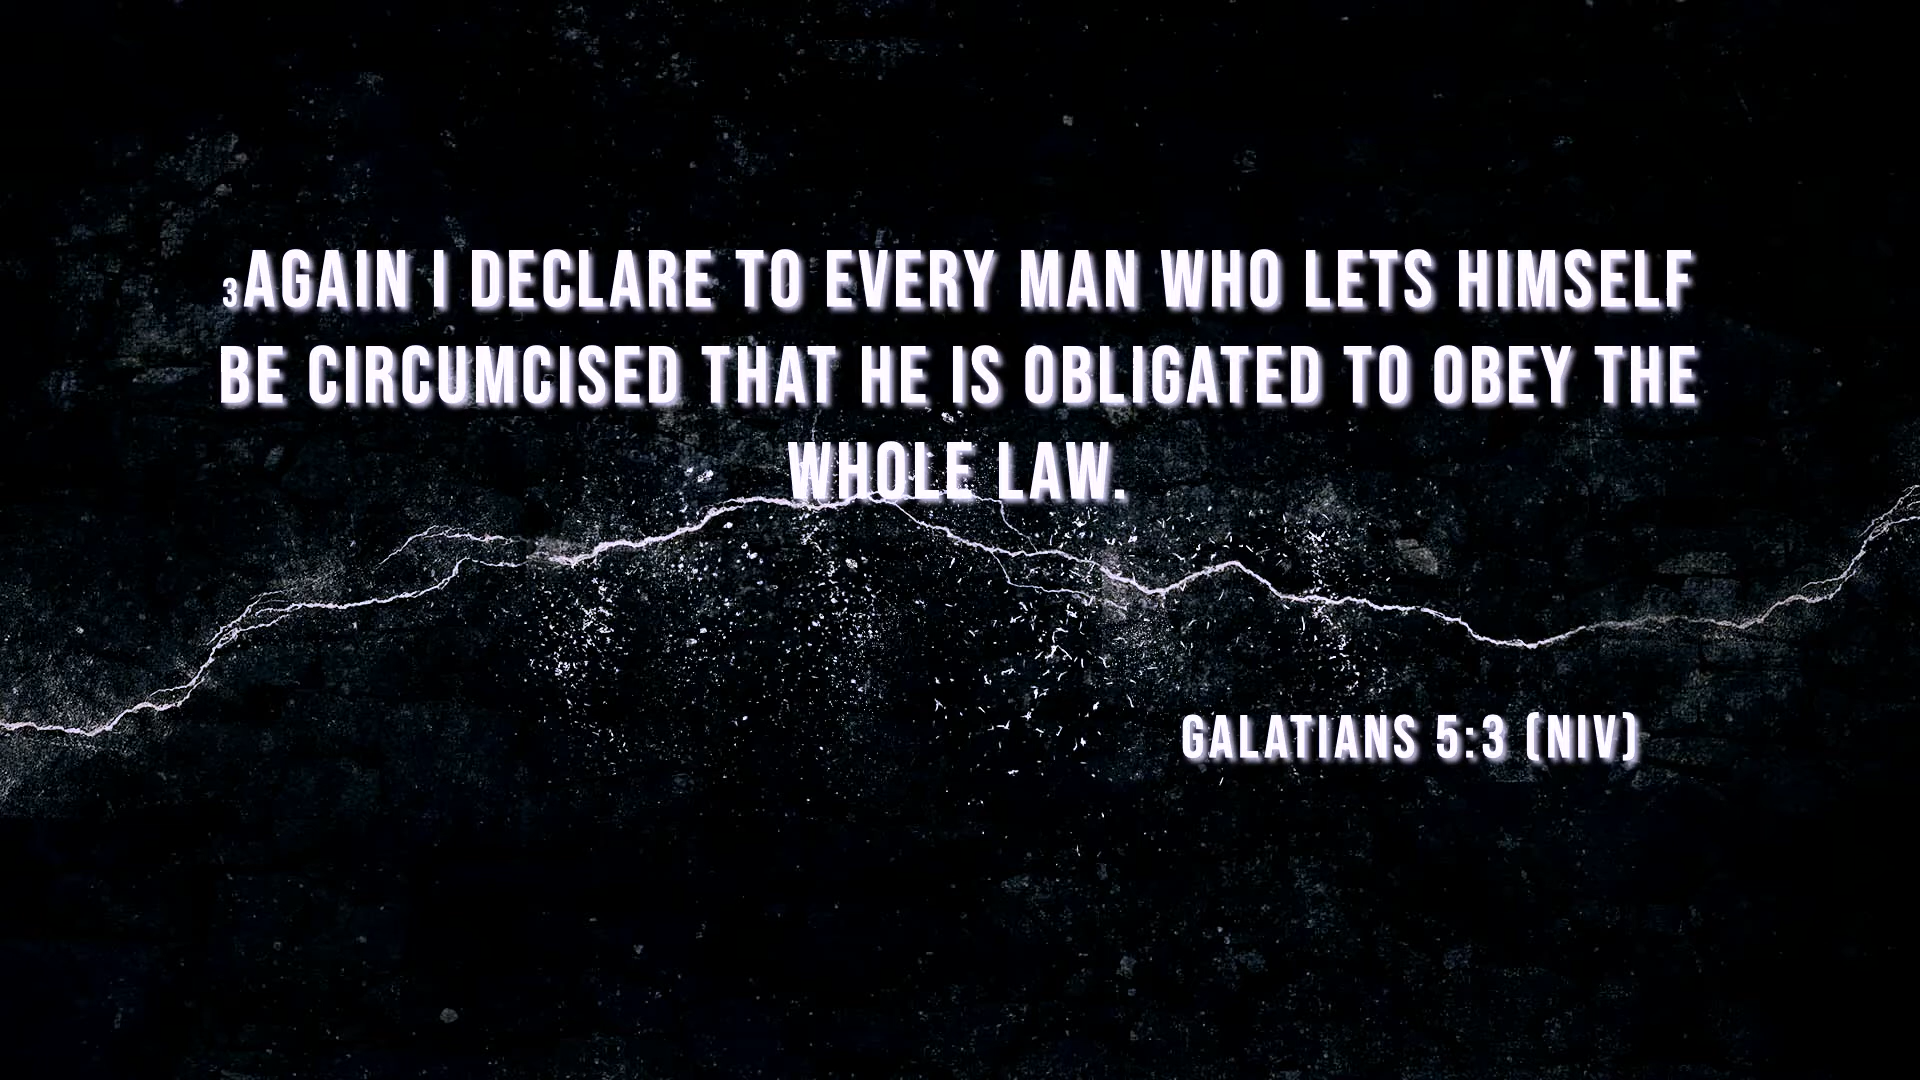 3AGAIN I DECLARE TO EVERY MAN WHO LETS HIMSELF
BE CIRCUMCISED THAT HE IS OBLIGATED TO OBEY THE
WHOLE LAW.
GALATIANS 5:3 (NIV)